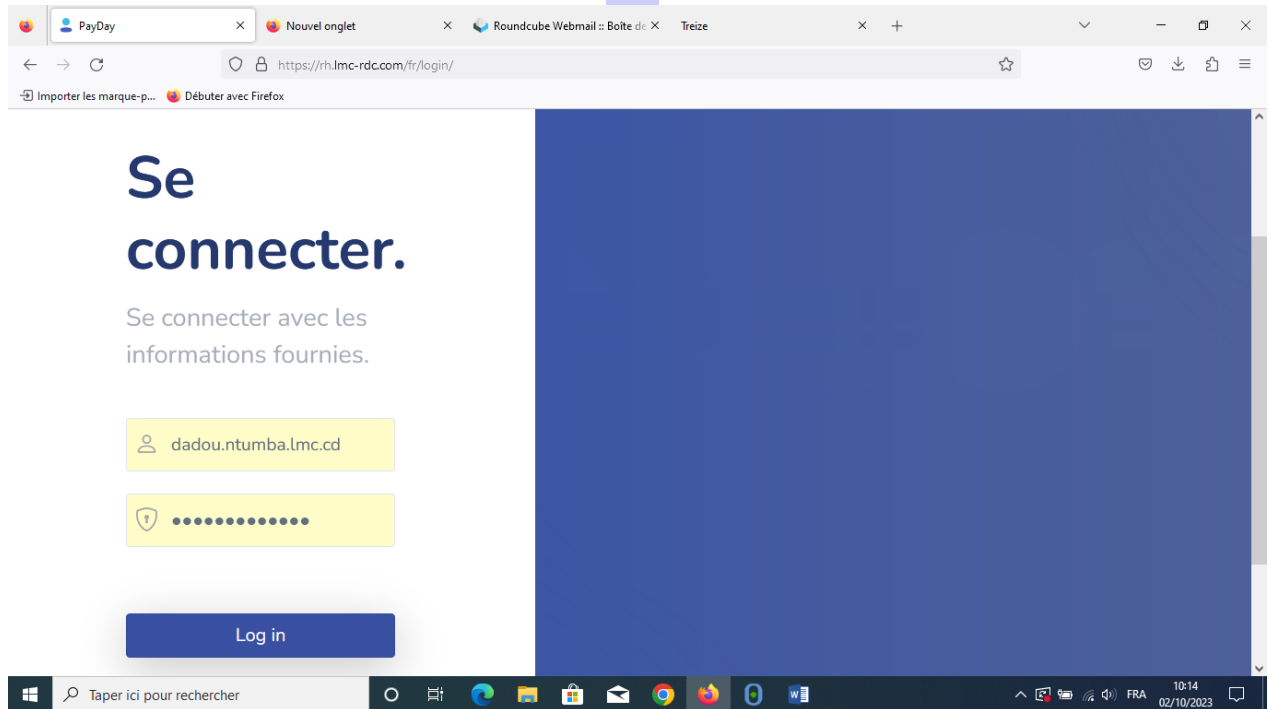 PayDay
Nouvel onglet
Roundcube Webmail :: Boîte de
Treize
https://rh.lmc-rdc.com/fr/login/
Importer les marque-p...
Débuter avec Firefox
Se
connecter.
Se connecter avec les
informations fournies.
dadou.ntumba.lmc.cd
•••••••••••••
Log in
Taper ici pour rechercher
FRA
10:14
02/10/2023